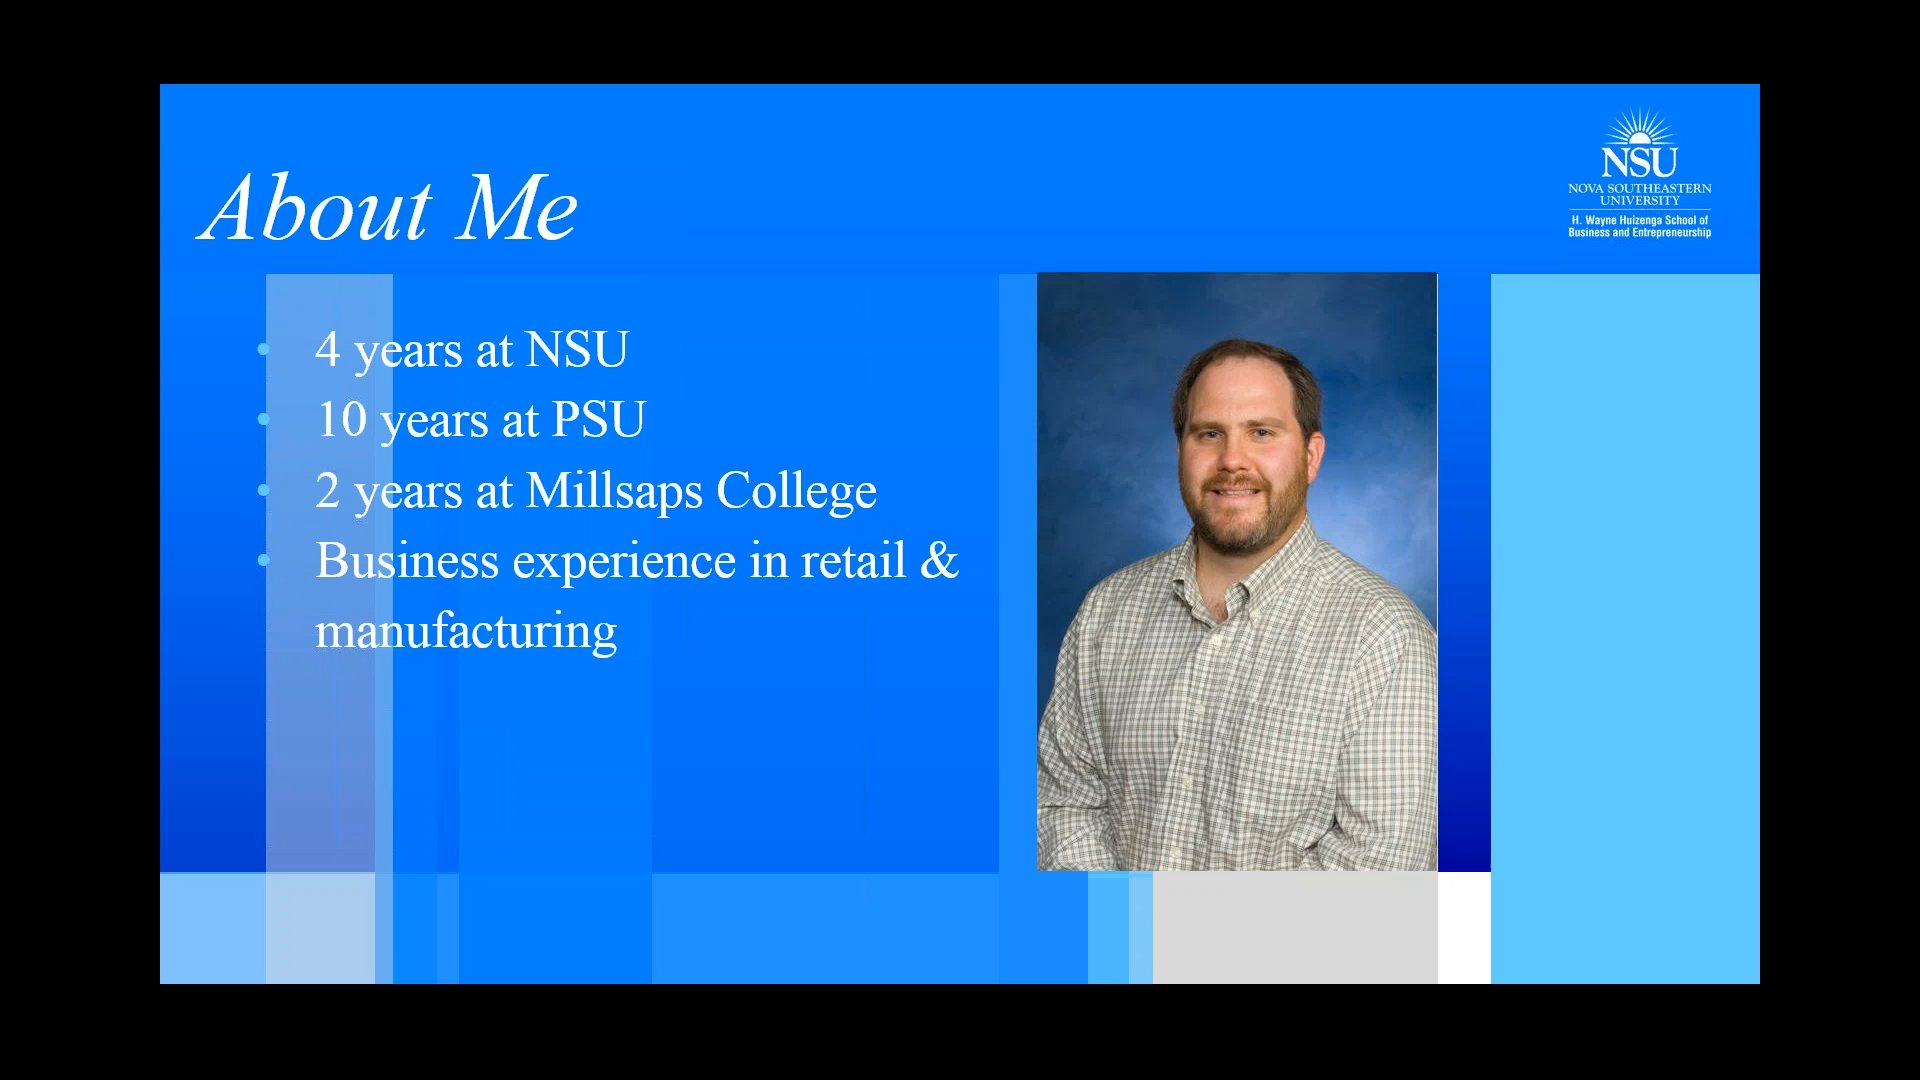 About Me
NSU
NOVA SOUTHEASTERN
UNIVERSITY
H. Wayne Huizenga School of
Business and Entrepreneurship
4 years at NSU
10 years at PSU
2 years at Millsaps College
Business experience in retail &
manufacturing